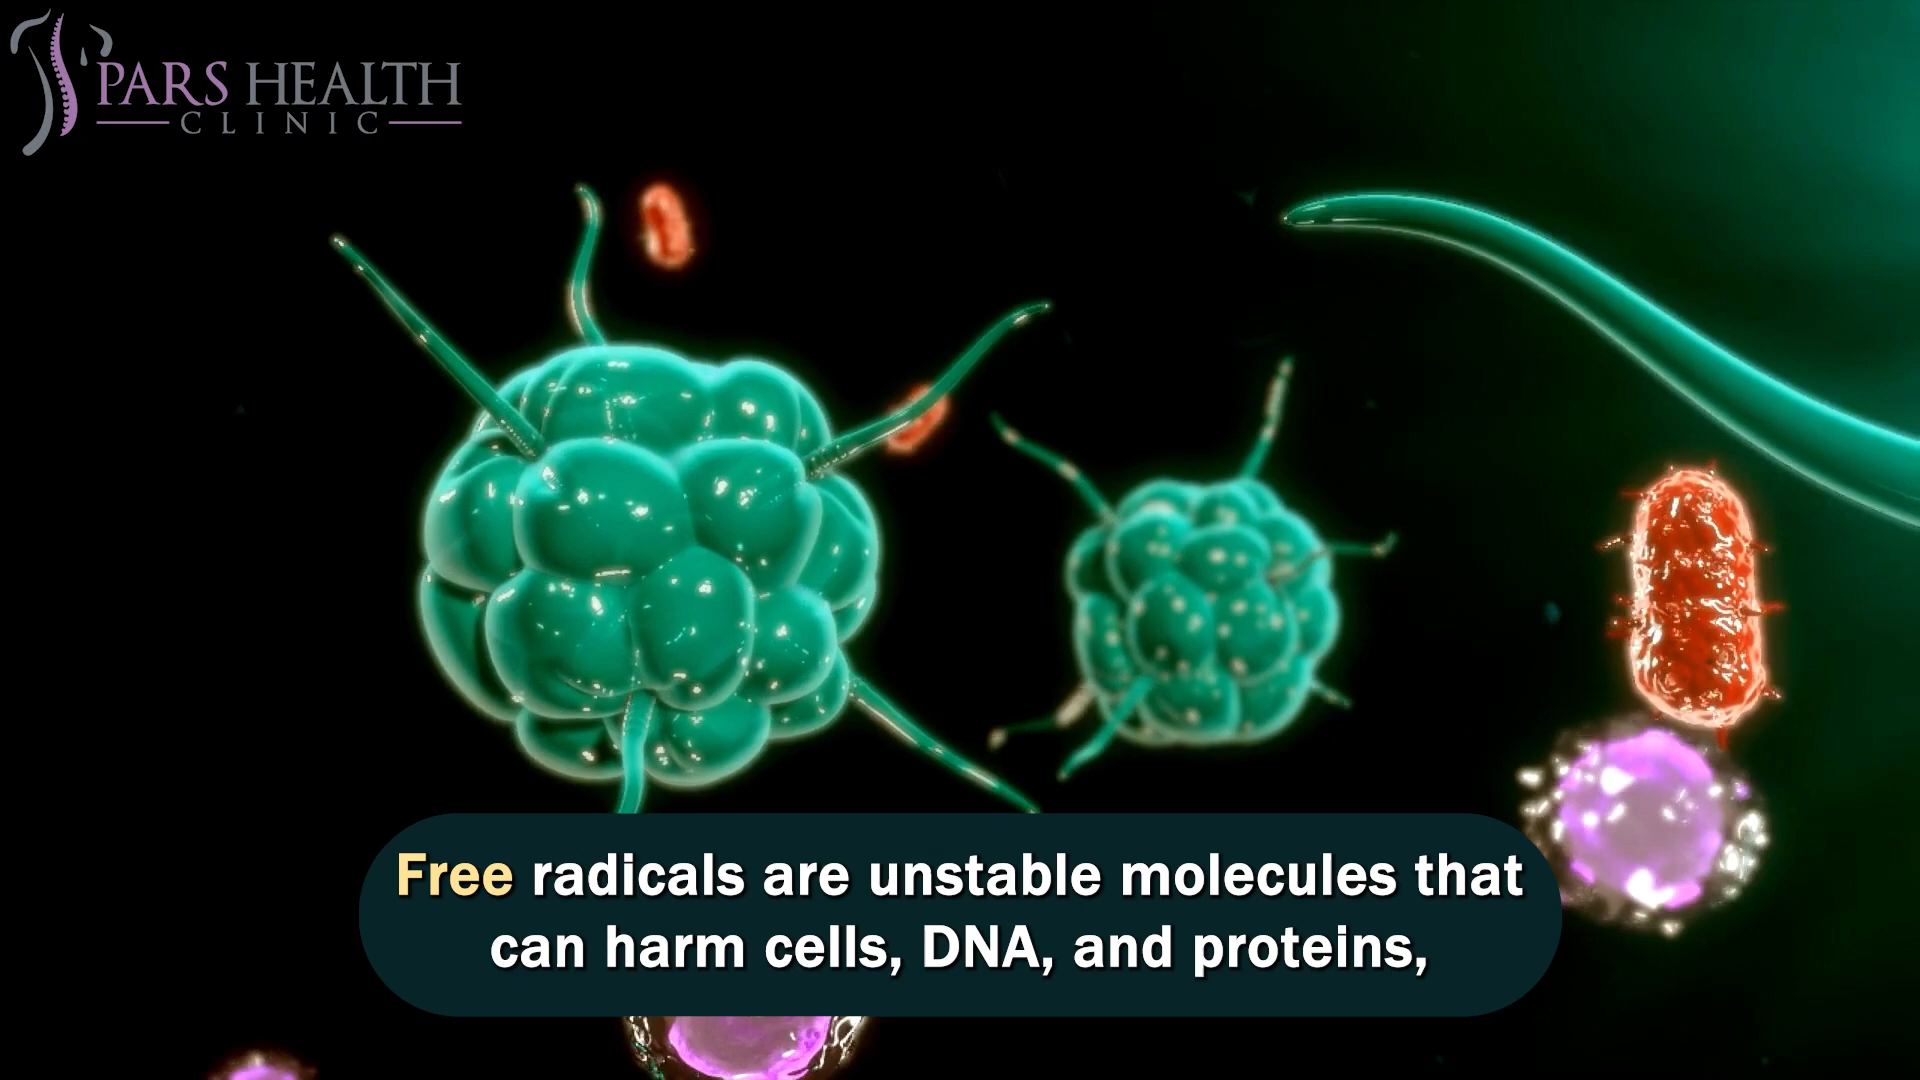 PARS HEALTH
CLINIC
Free radicals are unstable molecules that
can harm cells, DNA, and proteins,